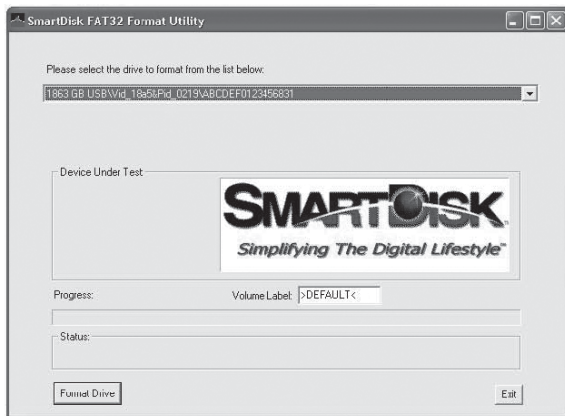 SmartDisk FAT32 Format Utility
Please select the drive to format from the list below:
1863 GB USB\Vid_18a5&Pid_0219\ABCDEF0123456831
Device Under Test
SMARTDISK™
Simplifying The Digital Lifestyle™
Progress:
Volume Label: >DEFAULT<
Status:
Format Drive
Exit